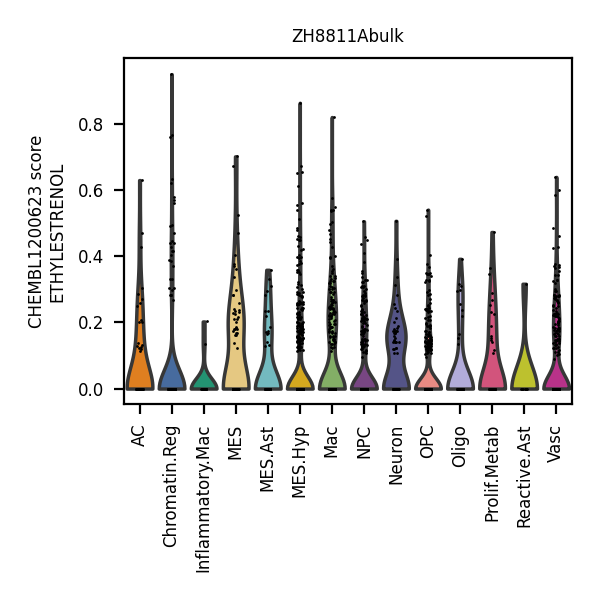 ZH8811Abulk
CHEMBL1200623 score
ETHYLESTRENOL
0.8
0.6
0.4
0.2
0.0
AC
Chromatin.Reg
Inflammatory.Mac
MES
MES.Ast
MES.Hyp
Mac
NPC
Neuron
OPC
Oligo
Prolif.Metab
Reactive.Ast
Vasc